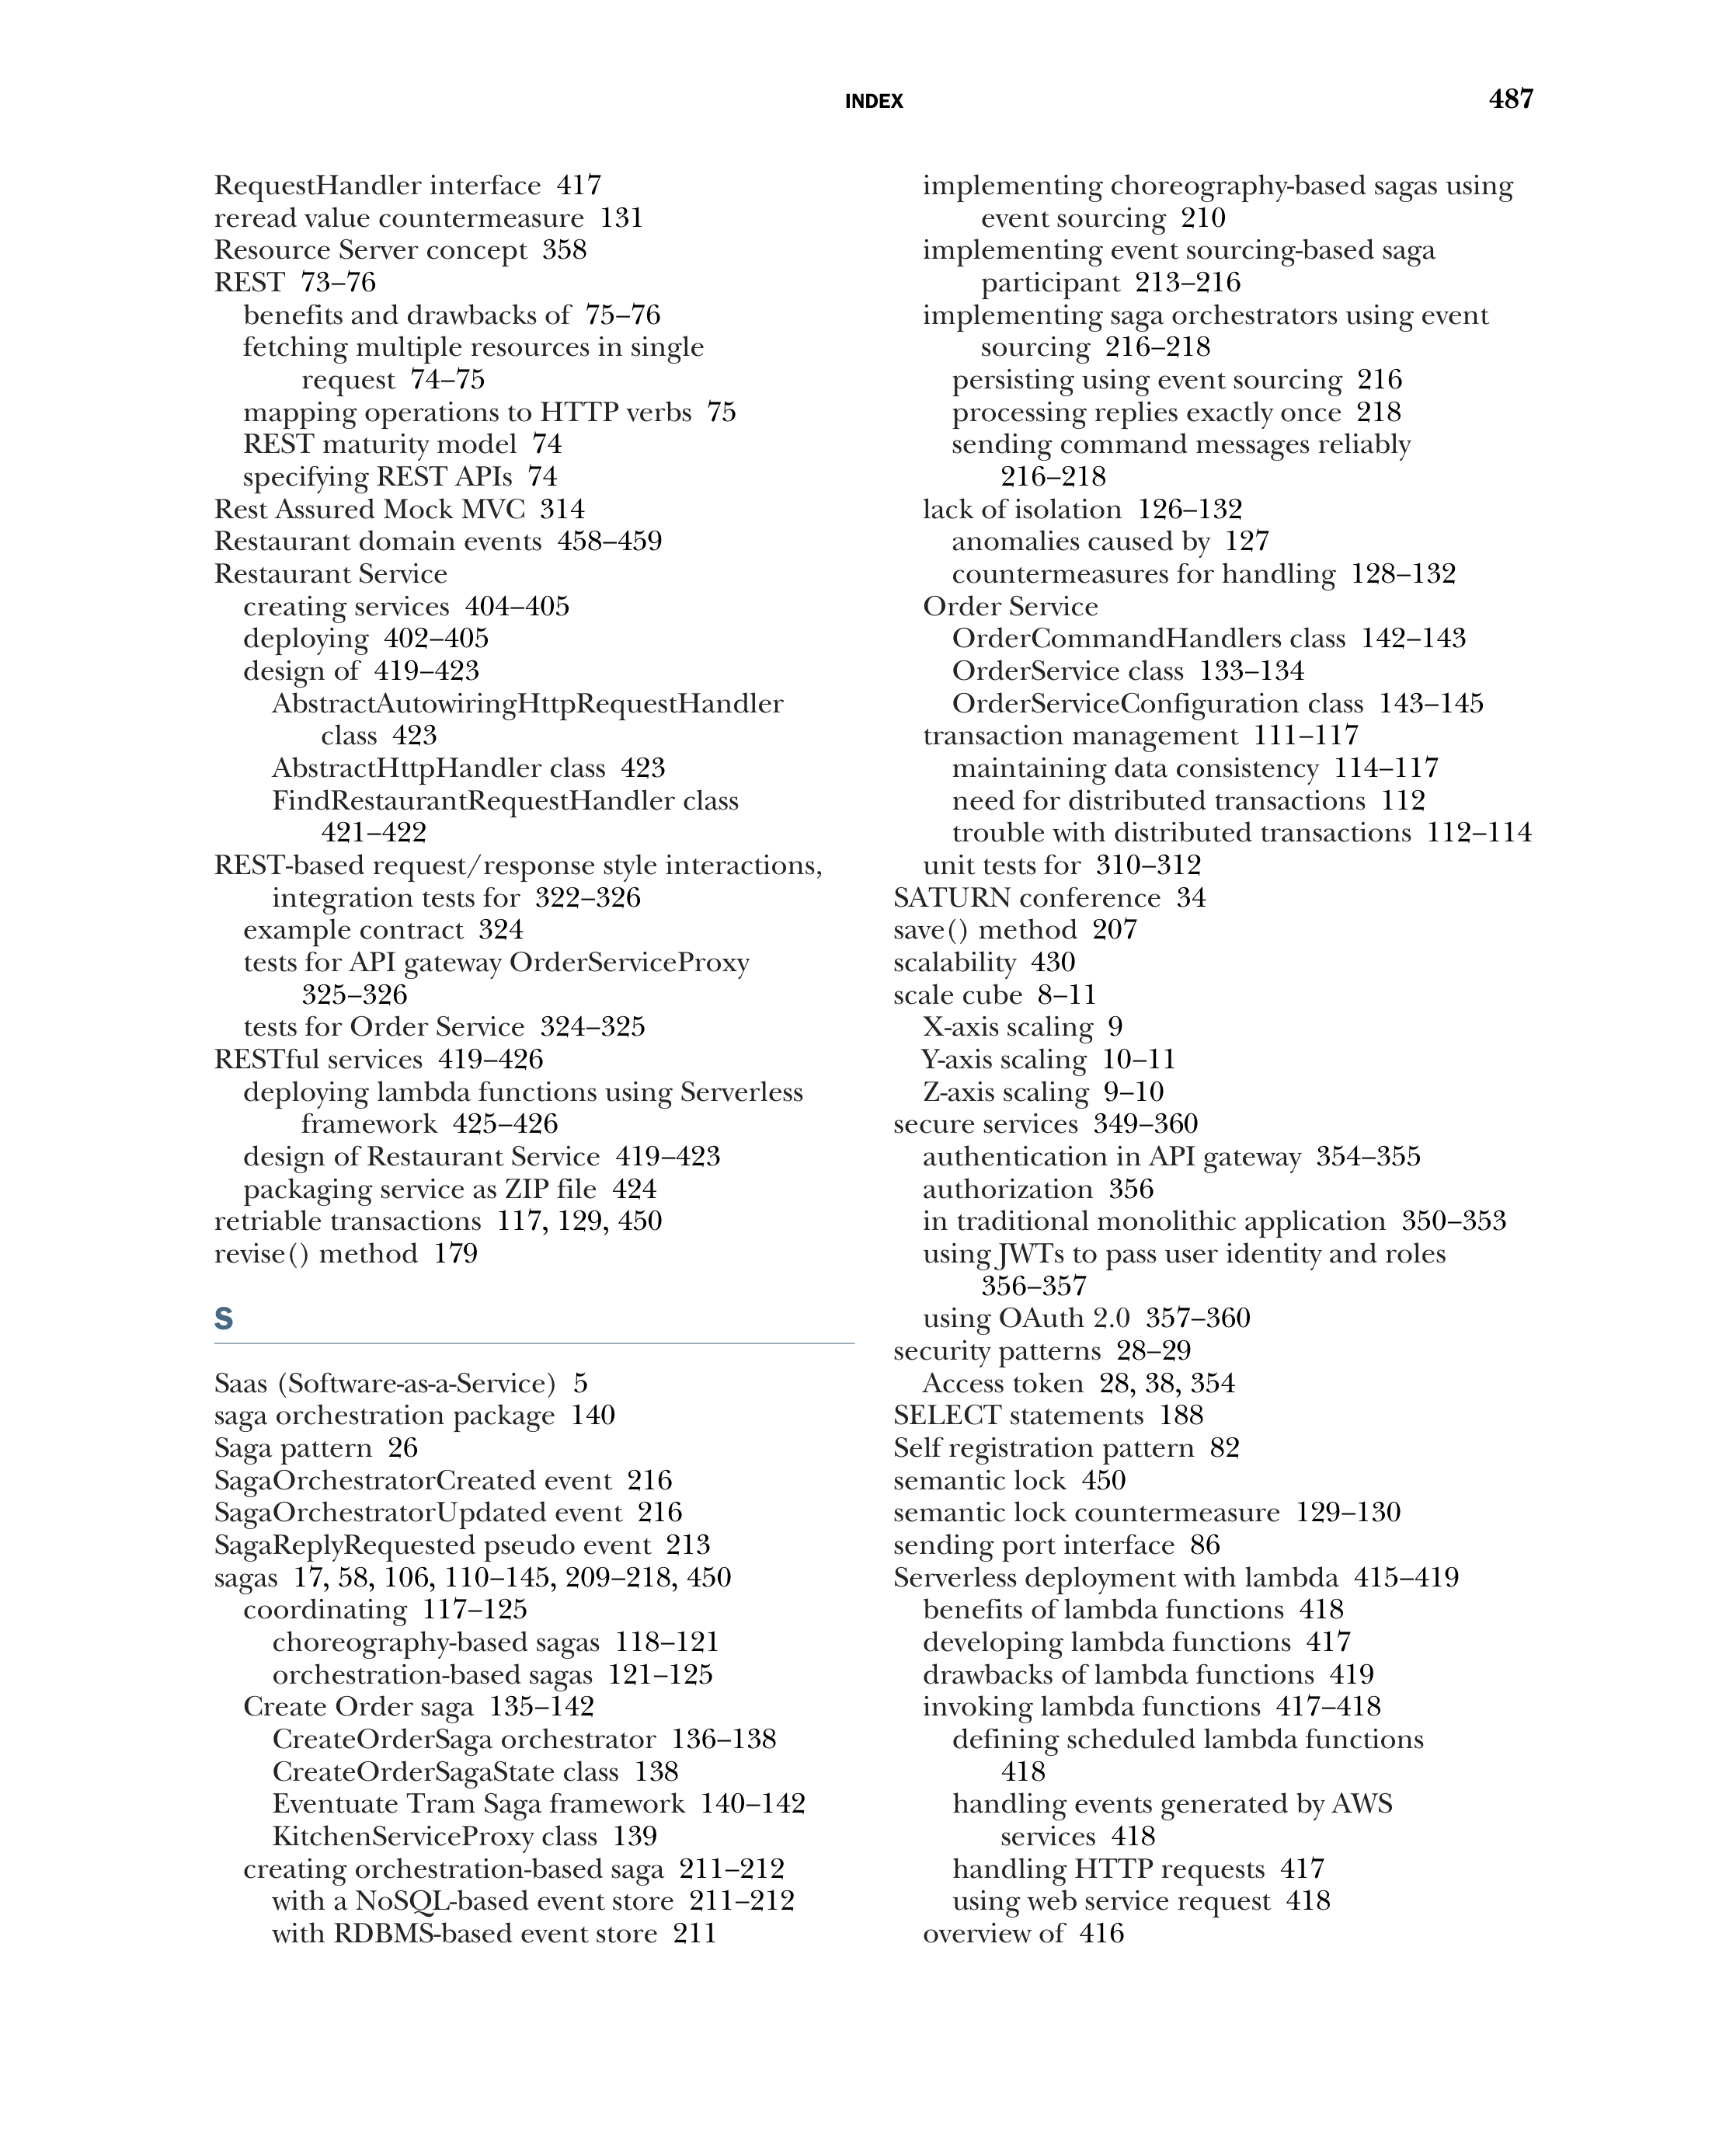 INDEX
487
RequestHandler interface 417
reread value countermeasure 131
Resource Server concept 358
REST 73–76
benefits and drawbacks of 75–76
fetching multiple resources in single
request 74–75
mapping operations to HTTP verbs 75
REST maturity model 74
specifying REST APIs 74
Rest Assured Mock MVC 314
Restaurant domain events 458–459
Restaurant Service
creating services 404–405
deploying 402–405
design of 419–423
AbstractAutowiringHttpRequestHandler
class 423
AbstractHttpHandler class 423
FindRestaurantRequestHandler class
421–422
REST-based request/response style interactions,
integration tests for 322–326
example contract 324
tests for API gateway OrderServiceProxy
325–326
tests for Order Service 324–325
RESTful services 419–426
deploying lambda functions using Serverless
framework 425–426
design of Restaurant Service 419–423
packaging service as ZIP file 424
retriable transactions 117, 129, 450
revise() method 179
S
Saas (Software-as-a-Service) 5
saga orchestration package 140
Saga pattern 26
SagaOrchestratorCreated event 216
SagaOrchestratorUpdated event 216
SagaReplyRequested pseudo event 213
sagas 17, 58, 106, 110–145, 209–218, 450
coordinating 117–125
choreography-based sagas 118–121
orchestration-based sagas 121–125
Create Order saga 135–142
CreateOrderSaga orchestrator 136–138
CreateOrderSagaState class 138
Eventuate Tram Saga framework 140–142
KitchenServiceProxy class 139
creating orchestration-based saga 211–212
with a NoSQL-based event store 211–212
with RDBMS-based event store 211
implementing choreography-based sagas using
event sourcing 210
implementing event sourcing-based saga
participant 213–216
implementing saga orchestrators using event
sourcing 216–218
persisting using event sourcing 216
processing replies exactly once 218
sending command messages reliably
216–218
lack of isolation 126–132
anomalies caused by 127
countermeasures for handling 128–132
Order Service
OrderCommandHandlers class 142–143
OrderService class 133–134
OrderServiceConfiguration class 143–145
transaction management 111–117
maintaining data consistency 114–117
need for distributed transactions 112
trouble with distributed transactions 112–114
unit tests for 310–312
SATURN conference 34
save() method 207
scalability 430
scale cube 8–11
X-axis scaling 9
Y-axis scaling 10–11
Z-axis scaling 9–10
secure services 349–360
authentication in API gateway 354–355
authorization 356
in traditional monolithic application 350–353
using JWTs to pass user identity and roles
356–357
using OAuth 2.0 357–360
security patterns 28–29
Access token 28, 38, 354
SELECT statements 188
Self registration pattern 82
semantic lock 450
semantic lock countermeasure 129–130
sending port interface 86
Serverless deployment with lambda 415–419
benefits of lambda functions 418
developing lambda functions 417
drawbacks of lambda functions 419
invoking lambda functions 417–418
defining scheduled lambda functions
418
handling events generated by AWS
services 418
handling HTTP requests 417
using web service request 418
overview of 416